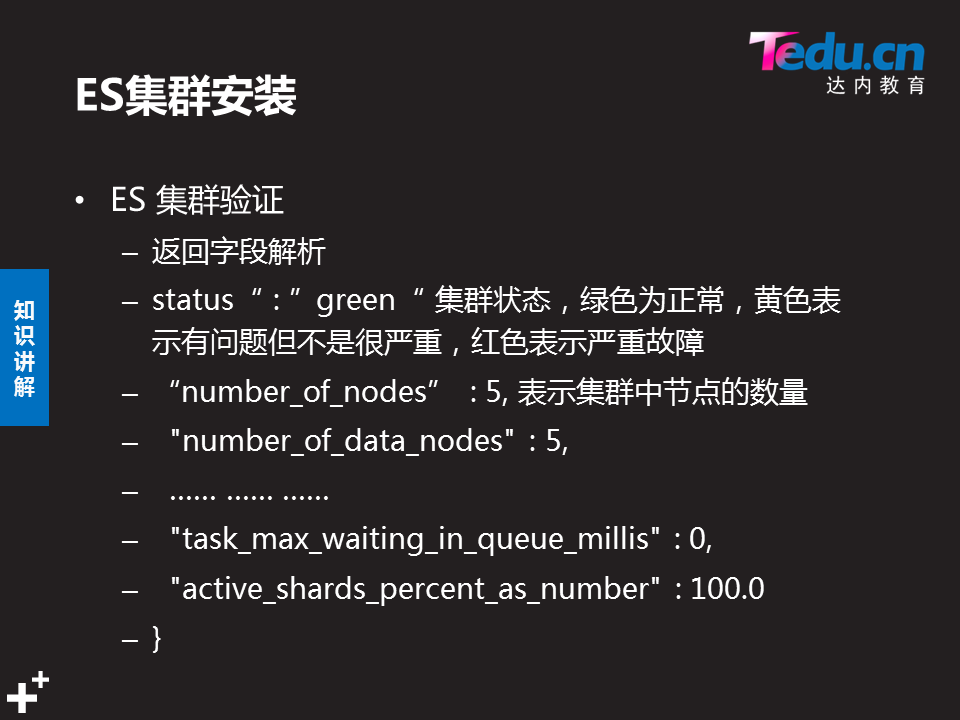 Tedu.cn
达内教育
ES集群安装
• ES 集群验证
– 返回字段解析
– status“ : ” green“ 集群状态，绿色为正常，黄色表
示有问题但不是很严重，红色表示严重故障
– “number_of_nodes” : 5, 表示集群中节点的数量
– "number_of_data_nodes" : 5,
– …… …… ……
– "task_max_waiting_in_queue_millis" : 0,
– "active_shards_percent_as_number" : 100.0
– }
知
识
讲
解